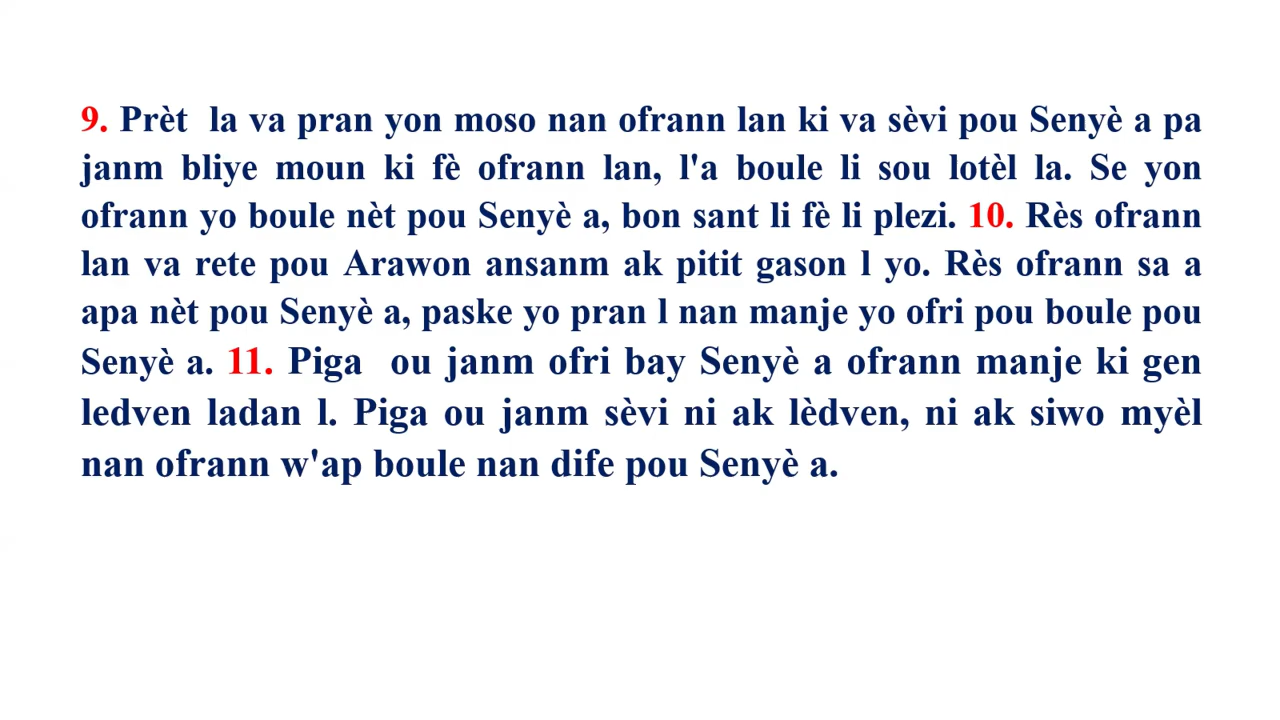 9. Prèt  la va pran yon moso nan ofrann lan ki va sèvi pou Senyè a pa
janm bliye moun ki fè ofrann lan, l'a boule li sou lotèl la. Se yon
ofrann yo boule nèt pou Senyè a, bon sant li fè li plezi. 10. Rès ofrann
lan va rete pou Arawon ansanm ak pitit gason l yo. Rès ofrann sa a
apa nèt pou Senyè a, paske yo pran l nan manje yo ofri pou boule pou
Senyè a. 11. Piga  ou janm ofri bay Senyè a ofrann manje ki gen
ledven ladan l. Piga ou janm sèvi ni ak lèdven, ni ak siwo myèl
nan ofrann w'ap boule nan dife pou Senyè a.